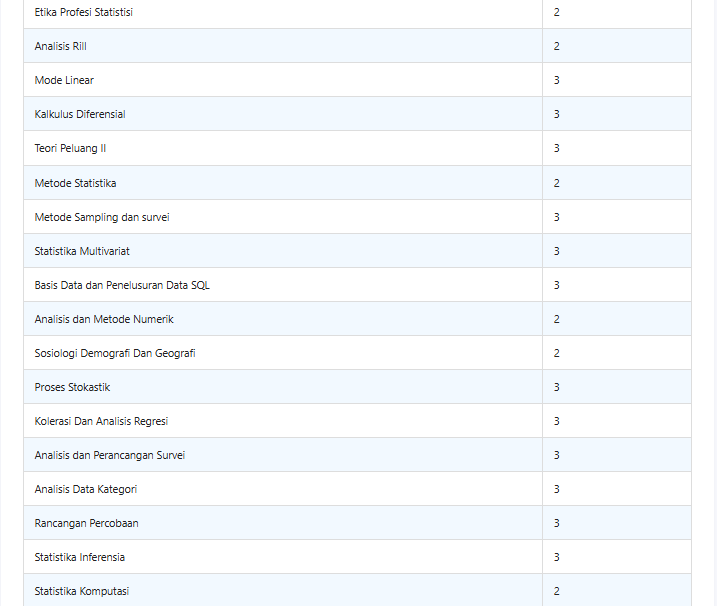 Etika Profesi Statistisi 2
Analisis Rill 2
Mode Linear 3
Kalkulus Diferensial 3
Teori Peluang II 3
Metode Statistika 2
Metode Sampling dan survei 3
Statistika Multivariat 3
Basis Data dan Penelusuran Data SQL 3
Analisis dan Metode Numerik 2
Sosiologi Demografi Dan Geografi 2
Proses Stokastik 3
Kolerasi Dan Analisis Regresi 3
Analisis dan Perancangan Survei 3
Analisis Data Kategori 3
Rancangan Percobaan 3
Statistika Inferensia 3
Statistika Komputasi 2